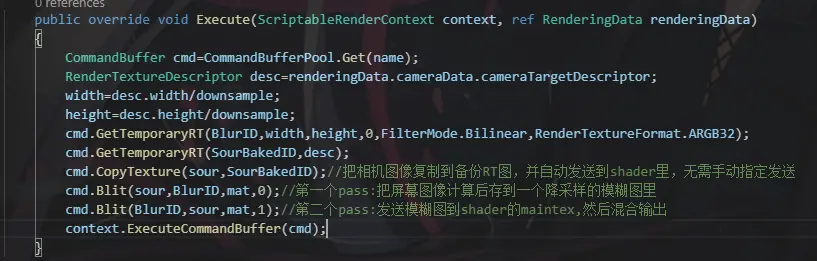 0 references
public override void Execute(ScriptableRenderContext context, ref RenderingData renderingData)
{
CommandBuffer cmd=CommandBufferPool.Get(name);
RenderTextureDescriptor desc=renderingData.cameraData.cameraTargetDescriptor;
width=desc.width/downsample;
height=desc.height/downsample;
cmd.GetTemporaryRT(BlurID,width,height,0,FilterMode.Bilinear,RenderTextureFormat.ARGB32);
cmd.GetTemporaryRT(SourBakedID,desc);
cmd.CopyTexture(sour,SourBakedID);//把相机图像复制到备份RT图，并自动发送到shader里，无需手动指定发送
cmd.Blit(sour,BlurID,mat,0);//第一个pass:把屏幕图像计算后存到一个降采样的模糊图里
cmd.Blit(BlurID,sour,mat,1);//第二个pass:发送模糊图到shader的maintex,然后混合输出
context.ExecuteCommandBuffer(cmd);
}